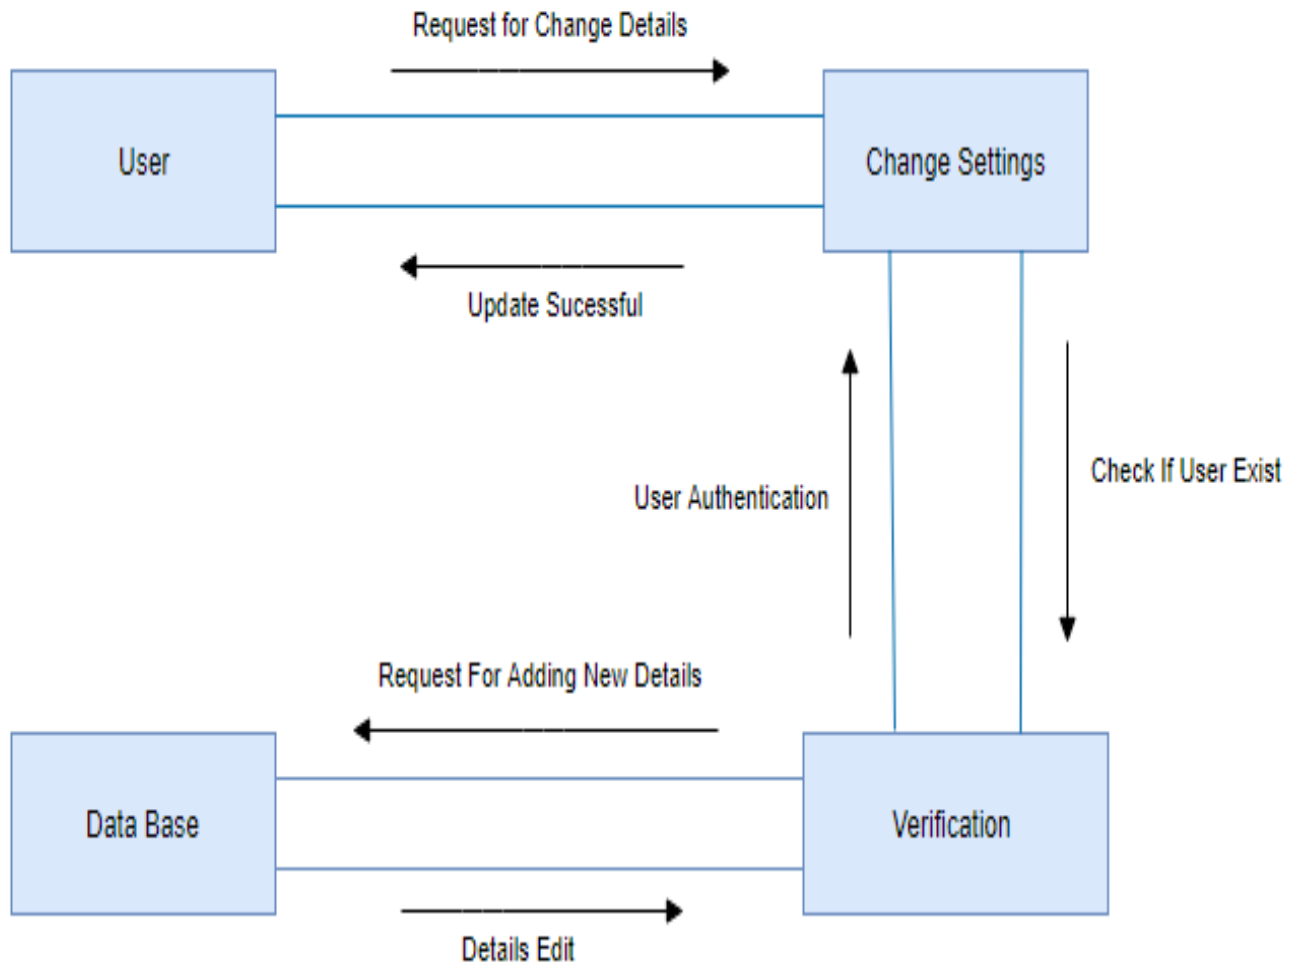 Request for Change Details
User
Change Settings
Update Sucessful
User Authentication
Check If User Exist
Request For Adding New Details
Data Base
Verification
Details Edit